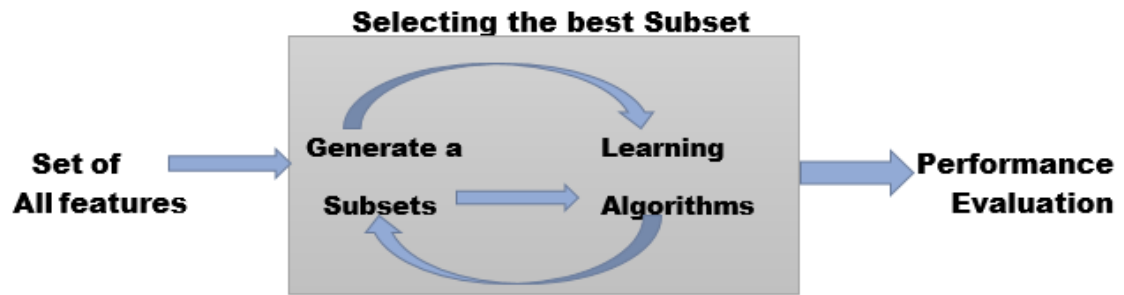 Selecting the best Subset
Set of
All features
Generate a
Subsets
Learning
Algorithms
Performance
Evaluation